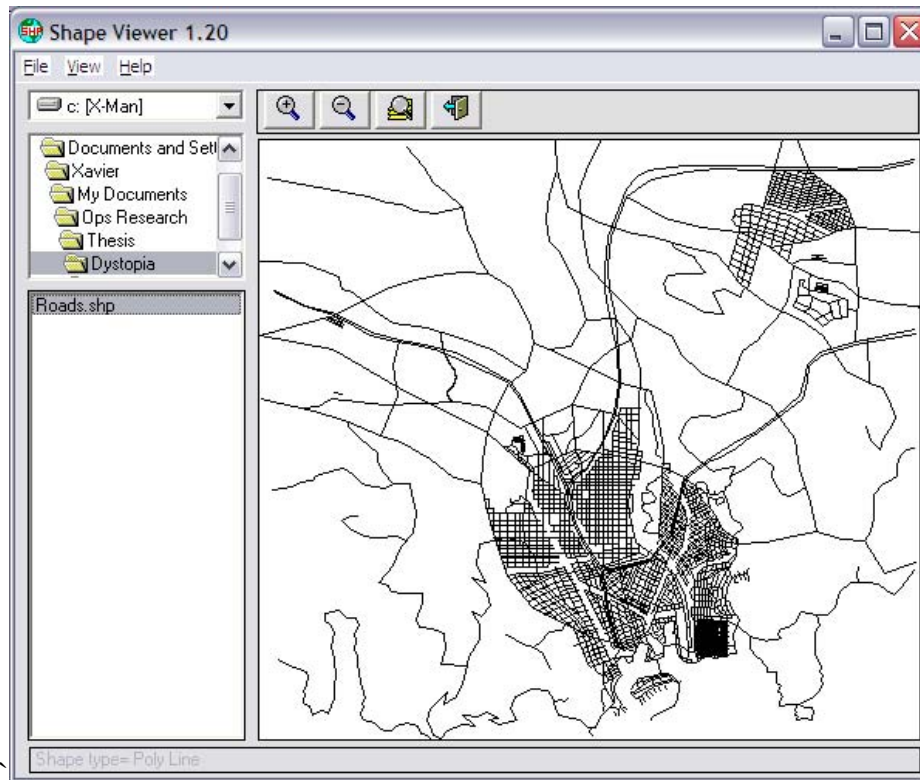 SHP
Shape Viewer 1.20
File View Help
c: [X-Man]
Documents and Sett
Xavier
My Documents
Ops Research
Thesis
Dystopia
Roads.shp
Shape type= Poly Line